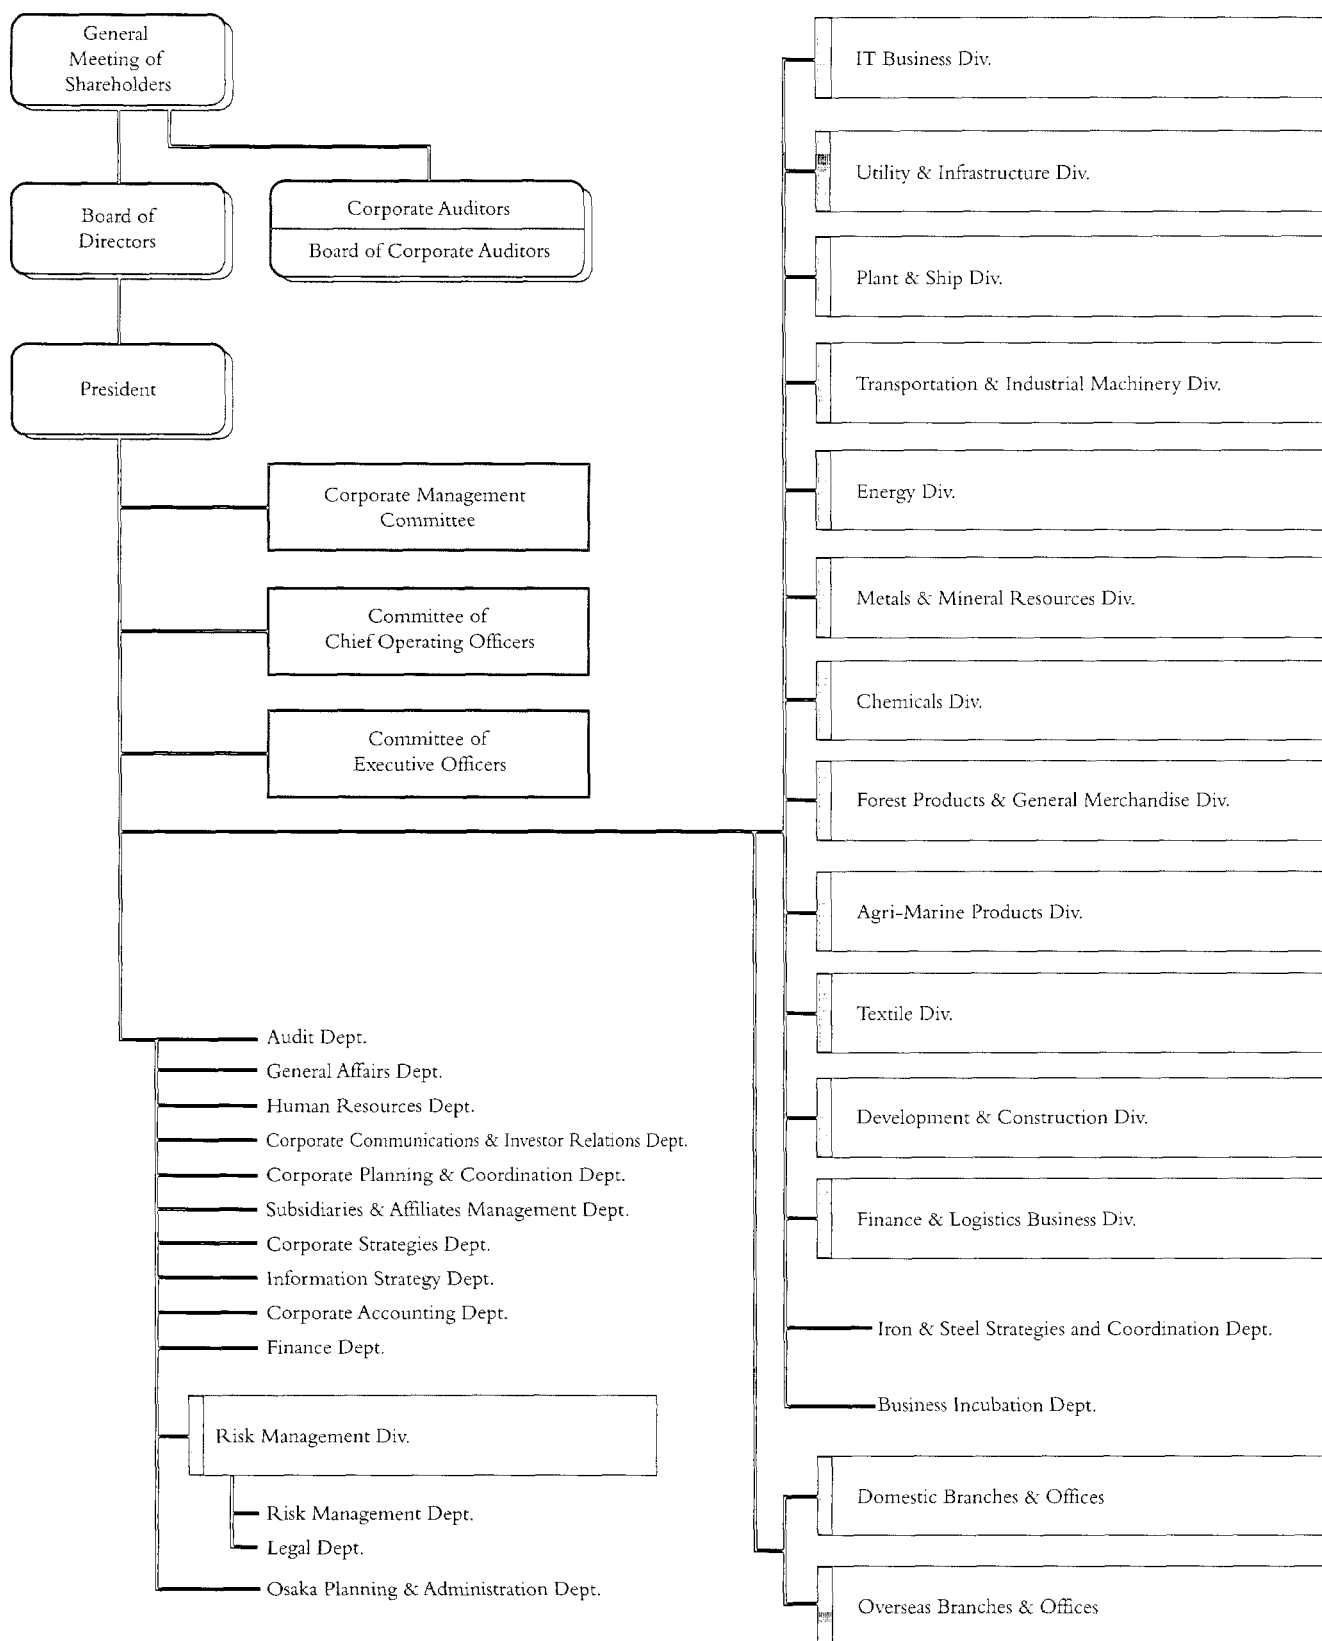 General
Meeting of
Shareholders
Board of
Directors
Corporate Auditors
Board of Corporate Auditors
President
Corporate Management
Committee
Committee of
Chief Operating Officers
Committee of
Executive Officers
Audit Dept.
General Affairs Dept.
Human Resources Dept.
Corporate Communications & Investor Relations Dept.
Corporate Planning & Coordination Dept.
Subsidiaries & Affiliates Management Dept.
Corporate Strategies Dept.
Information Strategy Dept.
Corporate Accounting Dept.
Finance Dept.
Risk Management Div.
Risk Management Dept.
Legal Dept.
Osaka Planning & Administration Dept.
IT Business Div.
Utility & Infrastructure Div.
Plant & Ship Div.
Transportation & Industrial Machinery Div.
Energy Div.
Metals & Mineral Resources Div.
Chemicals Div.
Forest Products & General Merchandise Div.
Agri-Marine Products Div.
Textile Div.
Development & Construction Div.
Finance & Logistics Business Div.
Iron & Steel Strategies and Coordination Dept.
Business Incubation Dept.
Domestic Branches & Offices
Overseas Branches & Offices